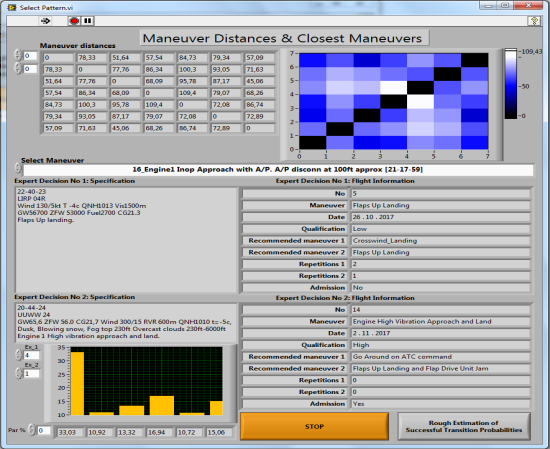 Select Pattern.vi
Maneuver Distances & Closest Maneuvers
Maneuver distances
0
0
0 78,33 51,64 57,54 84,73 79,34 57,09
78,33 0 77,76 86,34 100,3 93,05 71,63
51,64 77,76 0 68,09 95,78 87,17 45,06
57,54 86,34 68,09 0 109,4 79,07 68,26
84,73 100,3 95,78 109,4 0 72,08 86,74
79,34 93,05 87,17 79,07 72,08 0 72,89
57,09 71,63 45,06 68,26 86,74 72,89 0
7
6
5
4
3
2
1
0
0 1 2 3 4 5 6 7
109,43
50
0
Select Maneuver
16_Engine1 Inop Approach with A/P. A/P disconn at 100ft approx [21-17-59]
Expert Decision No 1: Specification
22-40-23
LIRP 04R
Wind 130/5kt T -4c QNH1013 Vis1500m
GW56700 ZFW 53000 Fuel2700 CG21.3
Flaps Up landing.
Expert Decision No 1: Flight Information
No 5
Maneuver Flaps Up Landing
Date 26 . 10 . 2017
Qualification Low
Recommended maneuver 1 Crosswind_Landing
Recommended maneuver 2 Flaps Up Landing
Repetitions 1 2
Repetitions 2 1
Admission No
Expert Decision No 2: Specification
20-44-24
UUWW 24
GW65,6 ZFW 56.0 CG21,7 Wind 300/15 RVR 600m QNH1010 t=-5c,
Dusk, Blowing snow, Fog top 230ft Overcast clouds 230ft-6000ft
Engine 1 High vibration approach and land.
Expert Decision No 2: Flight Information
No 14
Maneuver Engine High Vibration Approach and Land
Date 2 . 11 . 2017
Qualification High
Recommended maneuver 1 Go Around on ATC command
Recommended maneuver 2 Flaps Up Landing and Flap Drive Unit Jam
Repetitions 1 0
Repetitions 2 0
Admission Yes
Ex_1
4
Ex_2
1
35
30
25
20
15
10
Par % 0 33,03 10,92 13,32 16,94 10,72 15,06
STOP
Rough Estimation of
Successful Transition Probabilities